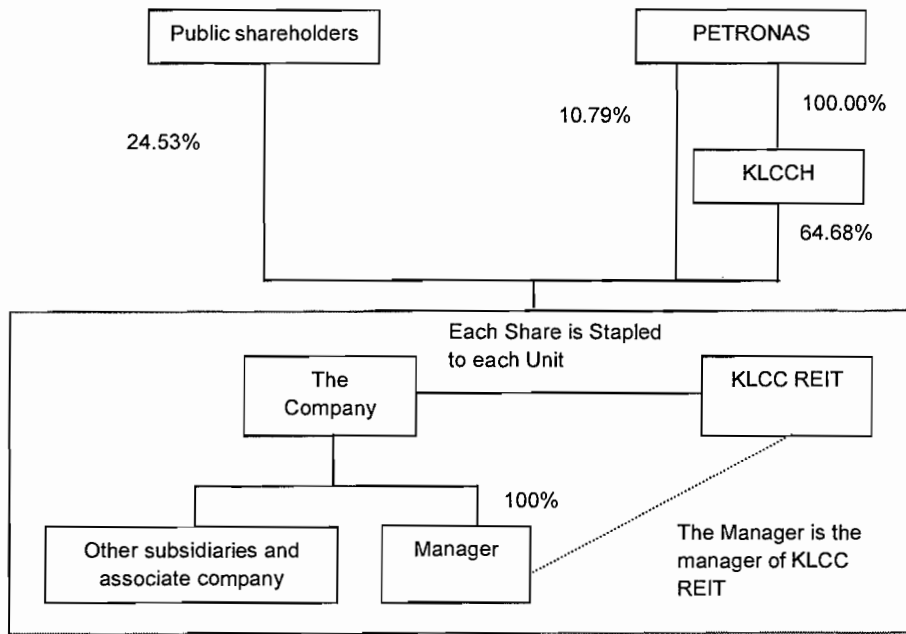 Public shareholders
PETRONAS
24.53%
10.79%
100.00%
KLCCH
64.68%
Each Share is Stapled
to each Unit
The
Company
KLCC REIT
100%
Other subsidiaries and
associate company
Manager
The Manager is the
manager of KLCC
REIT